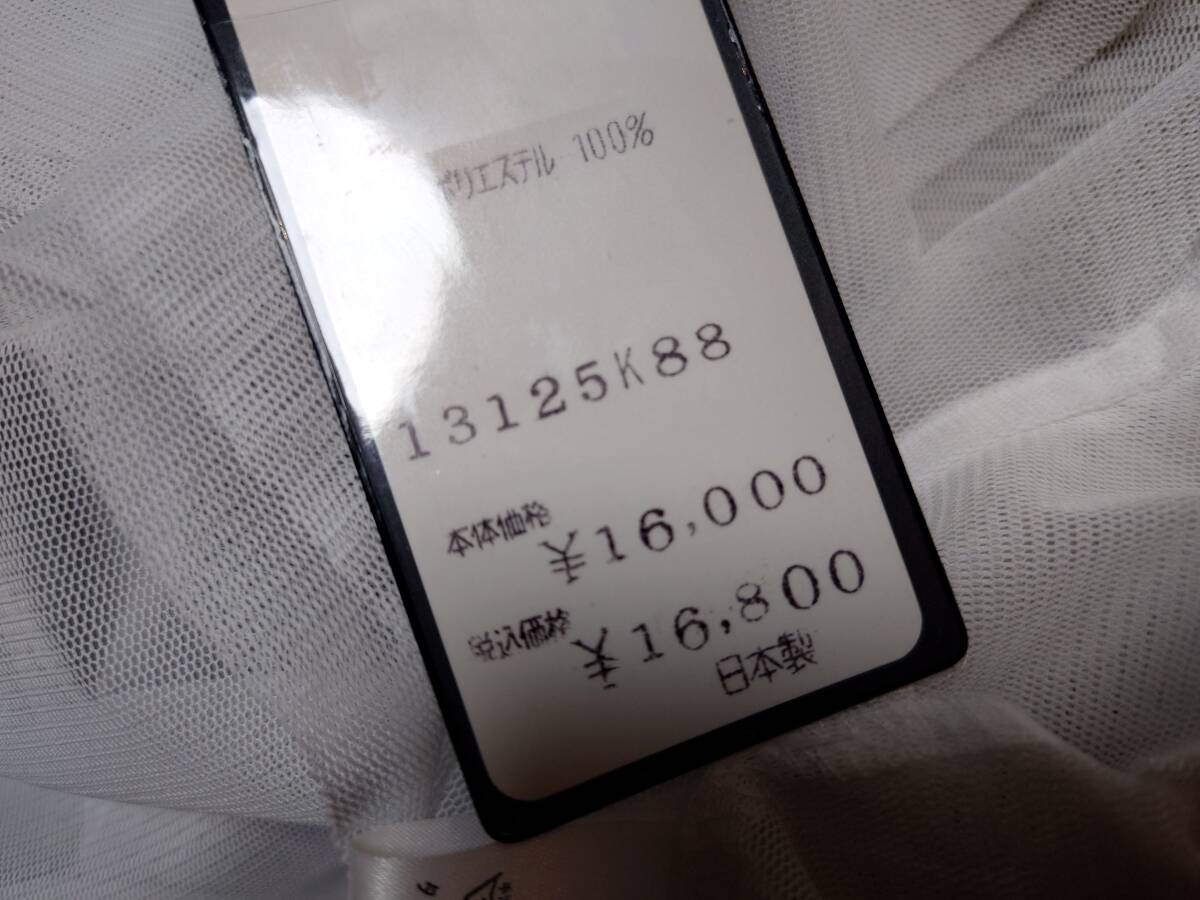 ポリエステル 100%
13125K88
本体価格 ¥16,000
税込価格 ¥16,800
日本製